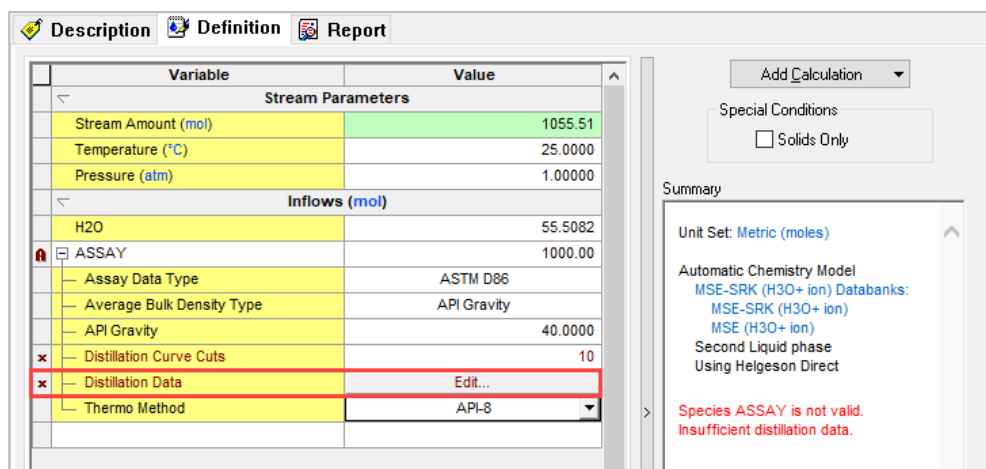 Description Definition Report
Variable Value
Stream Parameters
Stream Amount (mol) 1055.51
Temperature (°C) 25.0000
Pressure (atm) 1.00000
Inflows (mol)
H2O 55.5082
A ASSAY 1000.00
Assay Data Type ASTM D86
Average Bulk Density Type API Gravity
API Gravity 40.0000
x Distillation Curve Cuts 10
x Distillation Data Edit...
Thermo Method API-8
Add Calculation
Special Conditions
Solids Only
Summary
Unit Set: Metric (moles)
Automatic Chemistry Model
MSE-SRK (H3O+ ion) Databanks:
MSE-SRK (H3O+ ion)
MSE (H3O+ ion)
Second Liquid phase
Using Helgeson Direct
Species ASSAY is not valid.
Insufficient distillation data.